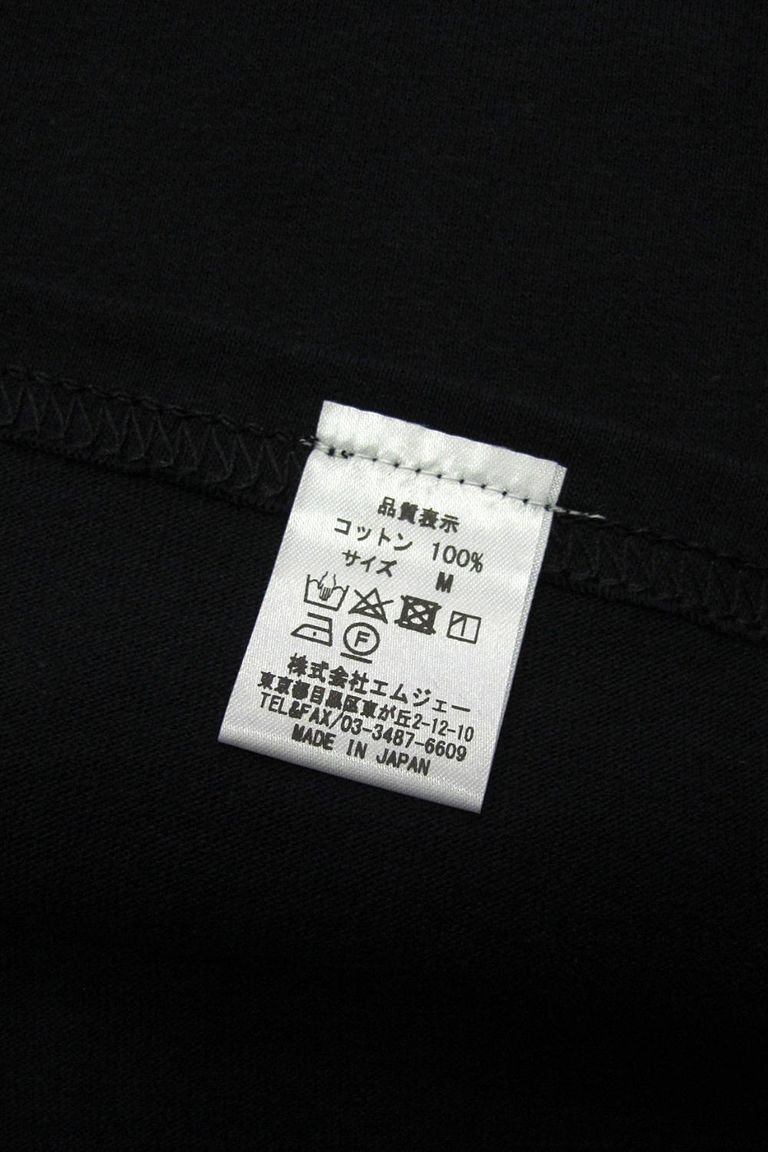 品質表示
コットン 100%
サイズ M
F
株式会社エムジェー
東京都目黒区東が丘2-12-10
TEL&FAX/03-3487-6609
MADE IN JAPAN